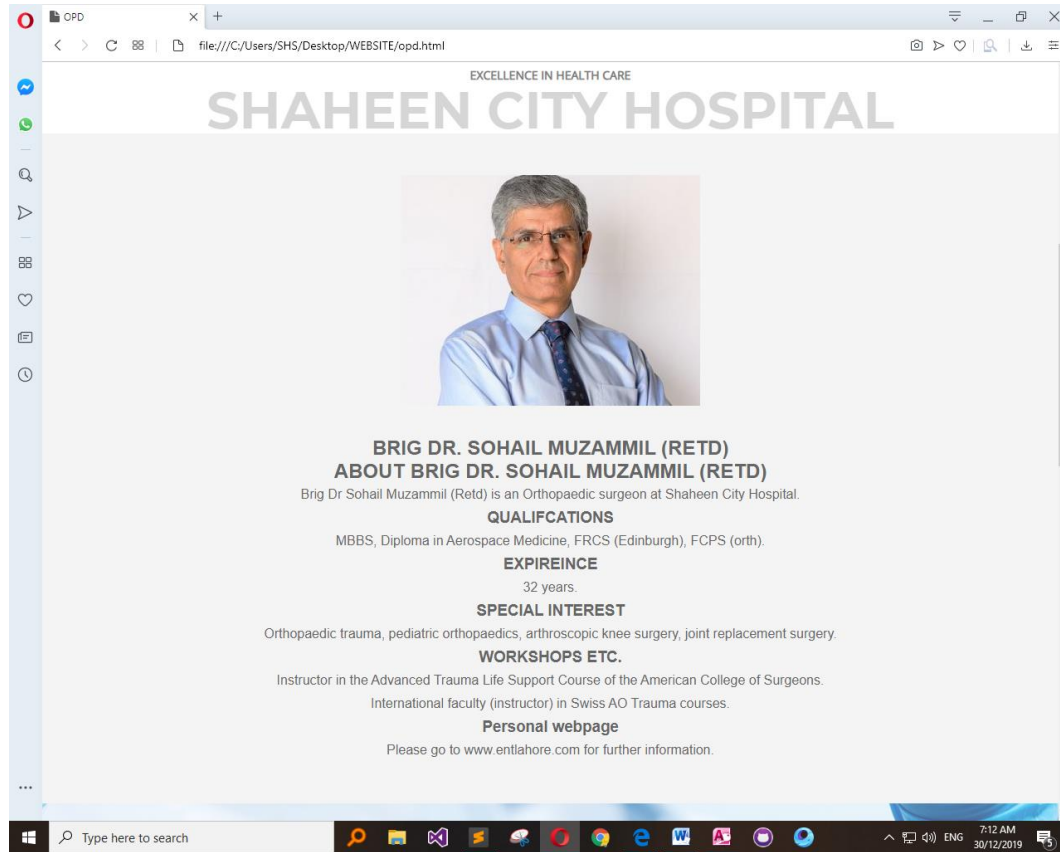 OPD
file:///C:/Users/SHS/Desktop/WEBSITE/opd.html
EXCELLENCE IN HEALTH CARE
SHAHEEN CITY HOSPITAL
BRIG DR. SOHAIL MUZAMMIL (RETD)
ABOUT BRIG DR. SOHAIL MUZAMMIL (RETD)
Brig Dr Sohail Muzammil (Retd) is an Orthopaedic surgeon at Shaheen City Hospital.
QUALIFCATIONS
MBBS, Diploma in Aerospace Medicine, FRCS (Edinburgh), FCPS (orth).
EXPIREINCE
32 years.
SPECIAL INTEREST
Orthopaedic trauma, pediatric orthopaedics, arthroscopic knee surgery, joint replacement surgery.
WORKSHOPS ETC.
Instructor in the Advanced Trauma Life Support Course of the American College of Surgeons.
International faculty (instructor) in Swiss AO Trauma courses.
Personal webpage
Please go to www.entlahore.com for further information.
Type here to search
ENG
7:12 AM
30/12/2019
5